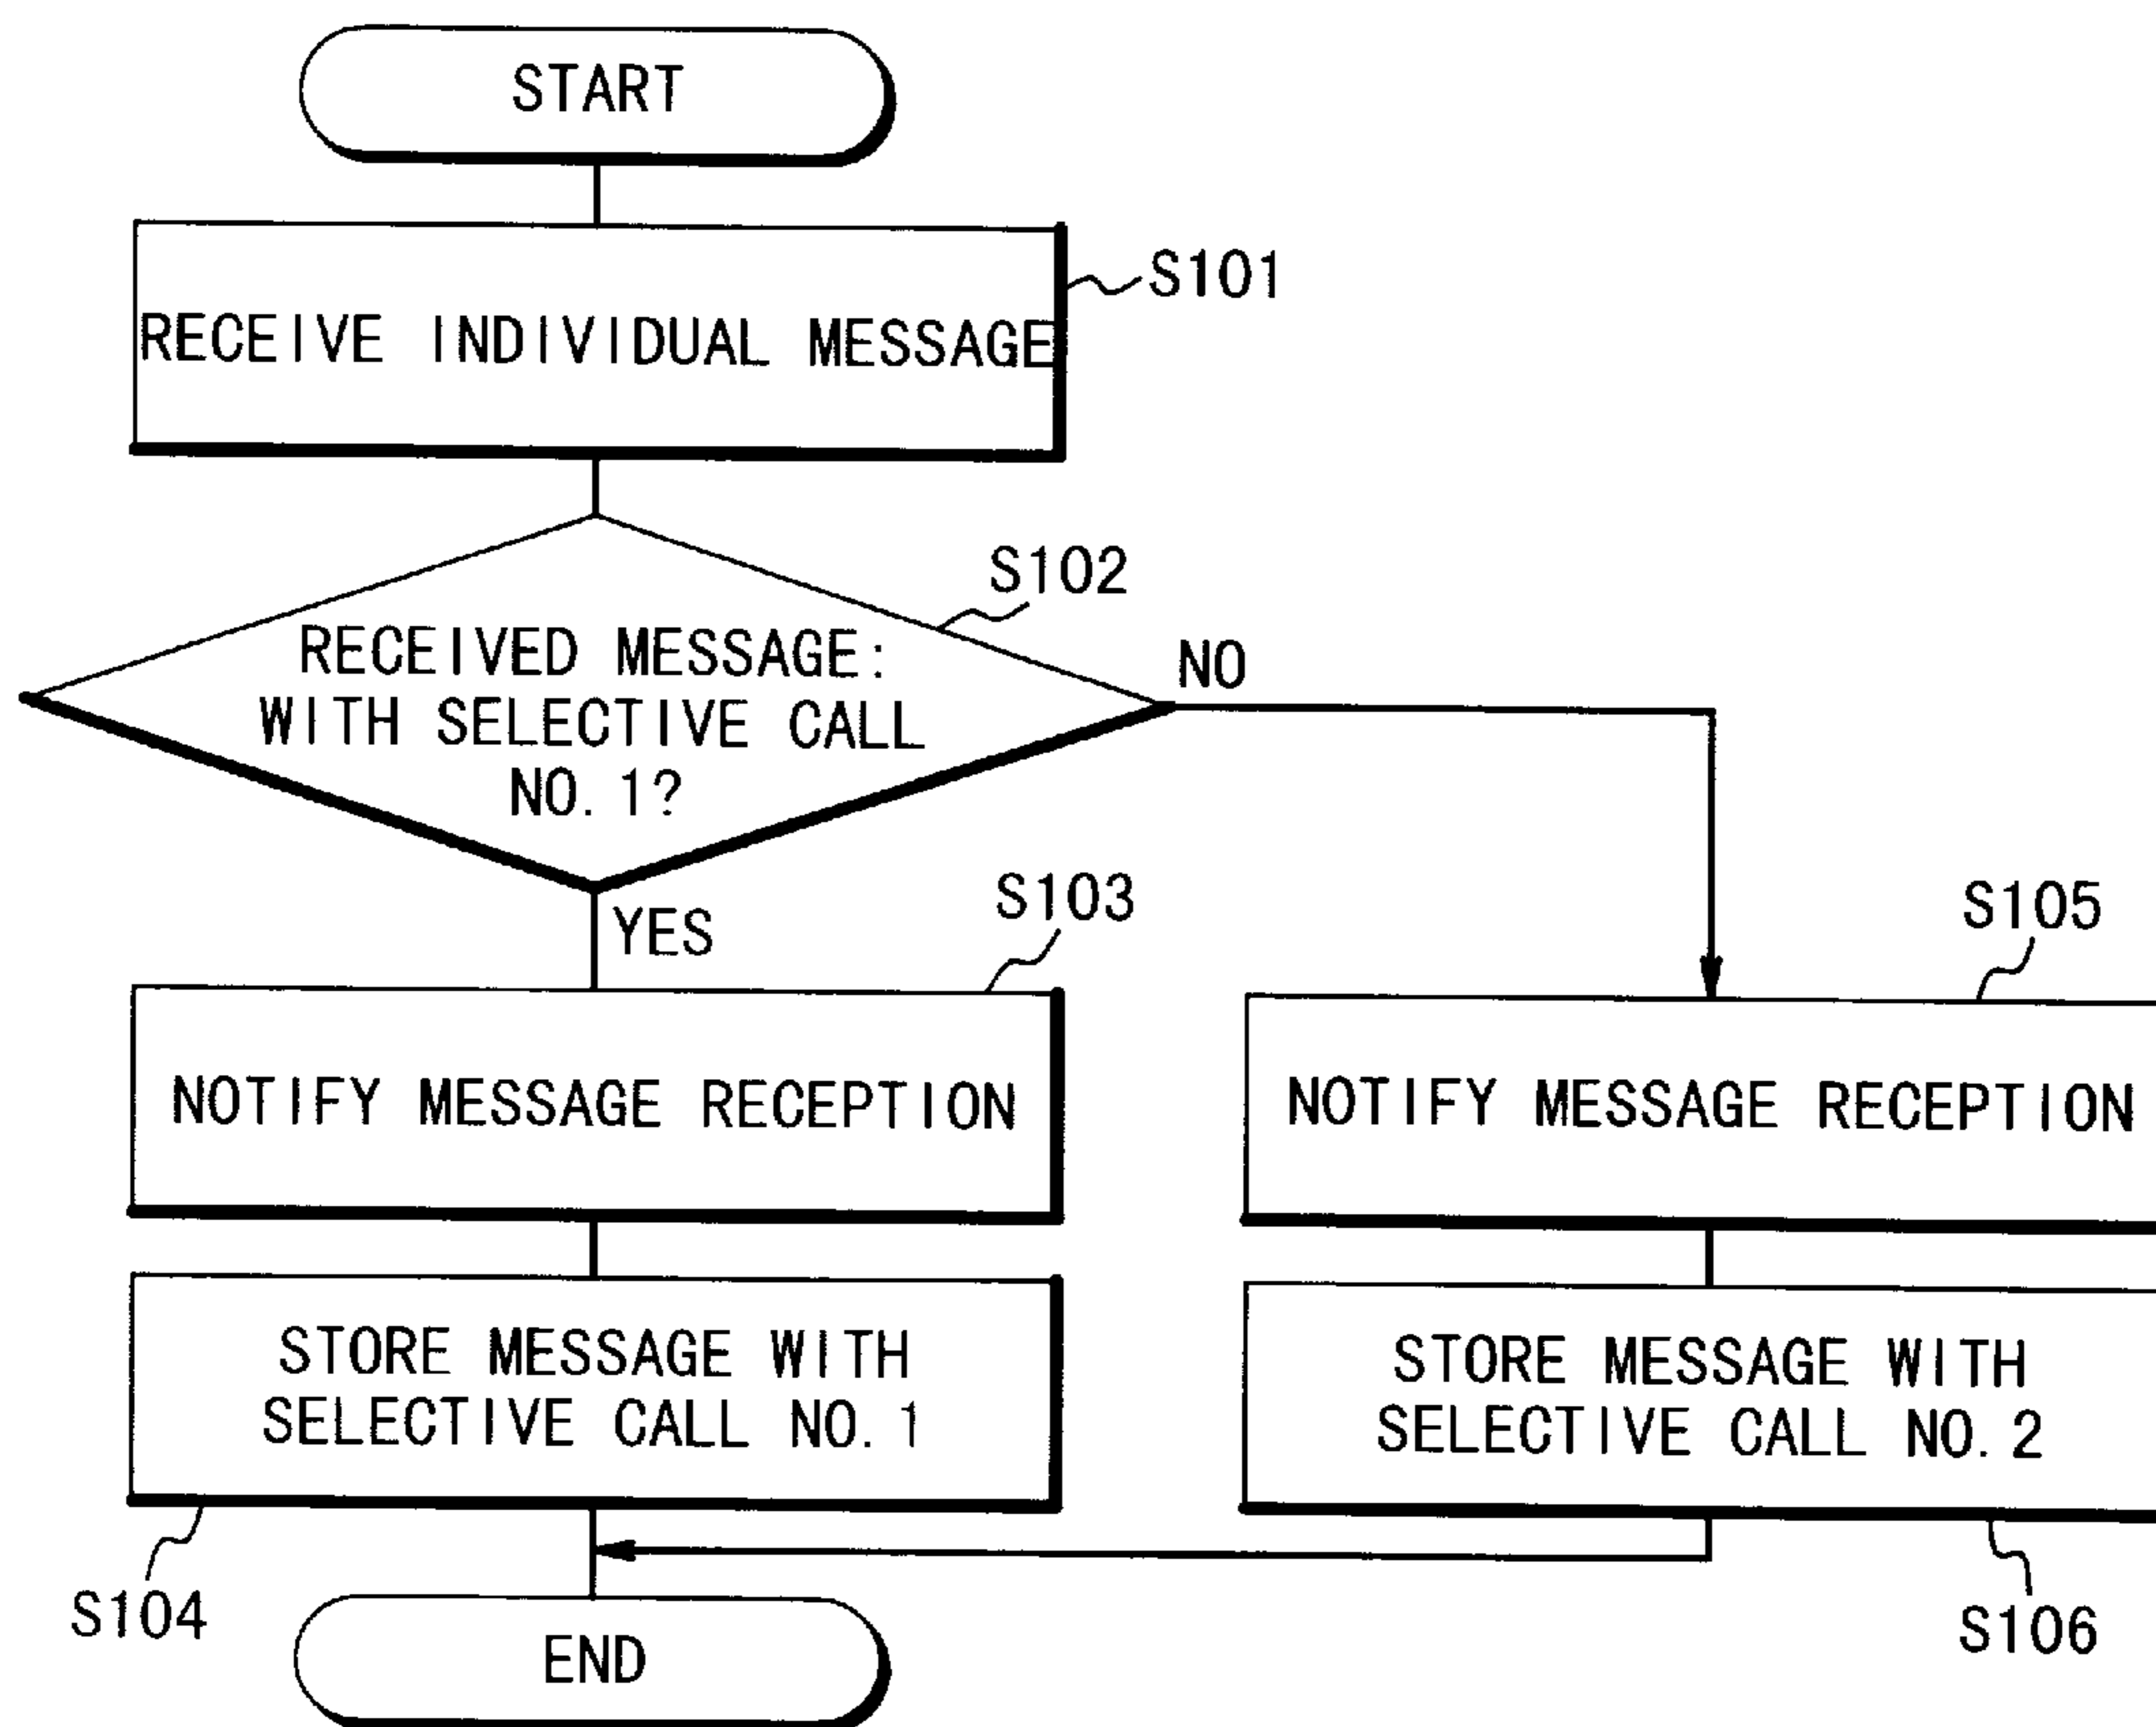 START
RECEIVE INDIVIDUAL MESSAGE
S101
S102
RECEIVED MESSAGE:
WITH SELECTIVE CALL
NO. 1?
NO
YES
S103
S105
NOTIFY MESSAGE RECEPTION
NOTIFY MESSAGE RECEPTION
STORE MESSAGE WITH
SELECTIVE CALL NO. 1
STORE MESSAGE WITH
SELECTIVE CALL NO. 2
S104
S106
END